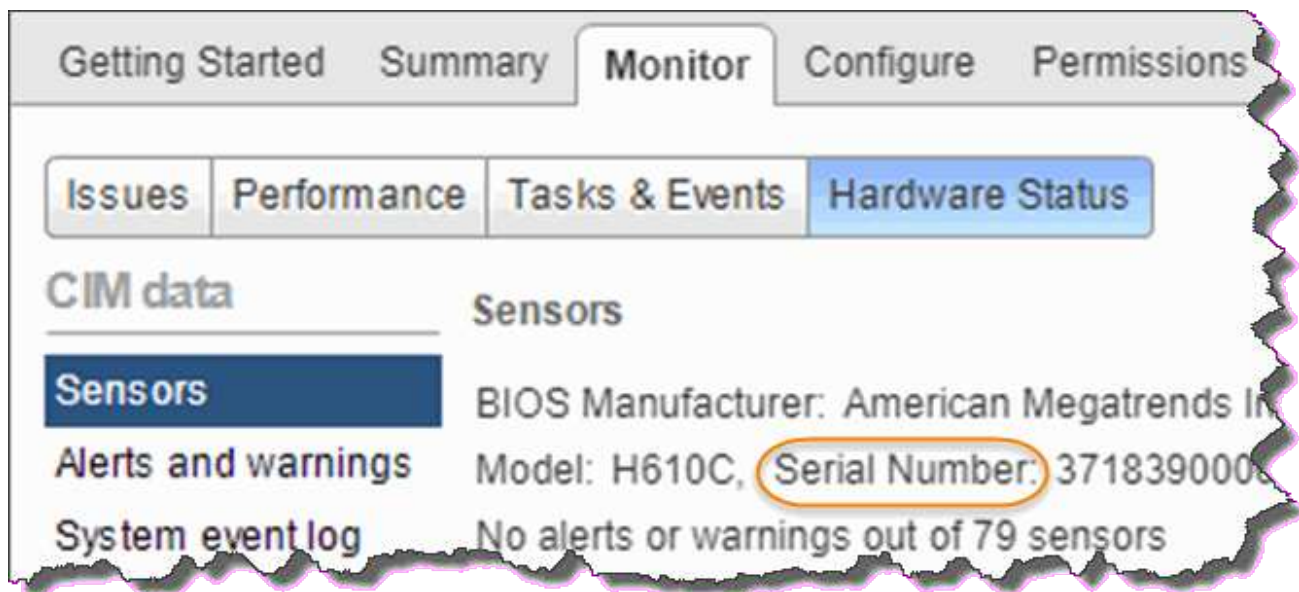 Getting Started Summary Monitor Configure Permissions
Issues Performance Tasks & Events Hardware Status
CIM data
Sensors
Sensors
Alerts and warnings
System event log
BIOS Manufacturer: American Megatrends
Model: H610C, Serial Number:
No alerts or warnings out of 79 sensors